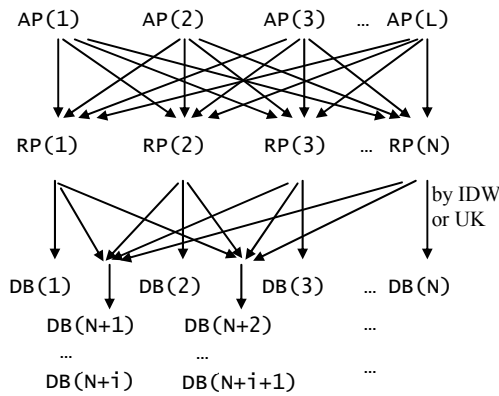 AP(1) AP(2) AP(3) … AP(L)
RP(1) RP(2) RP(3) … RP(N)
by IDW
or UK
DB(1) DB(2) DB(3) … DB(N)
DB(N+1) DB(N+2) …
… …
DB(N+i) DB(N+i+1) …